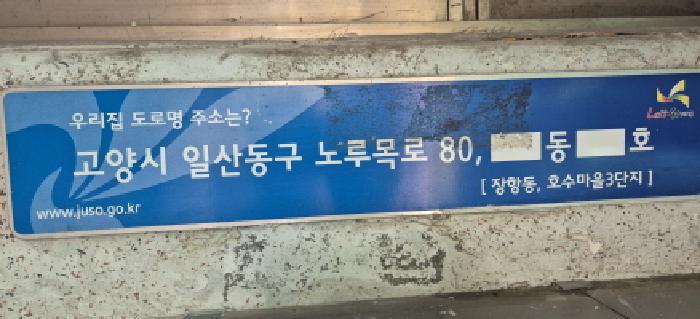 우리집 도로명 주소는?
고양시 일산동구 노루목로 80, 동 호
[ 장항동, 호수마을3단지 ]
www.juso.go.kr